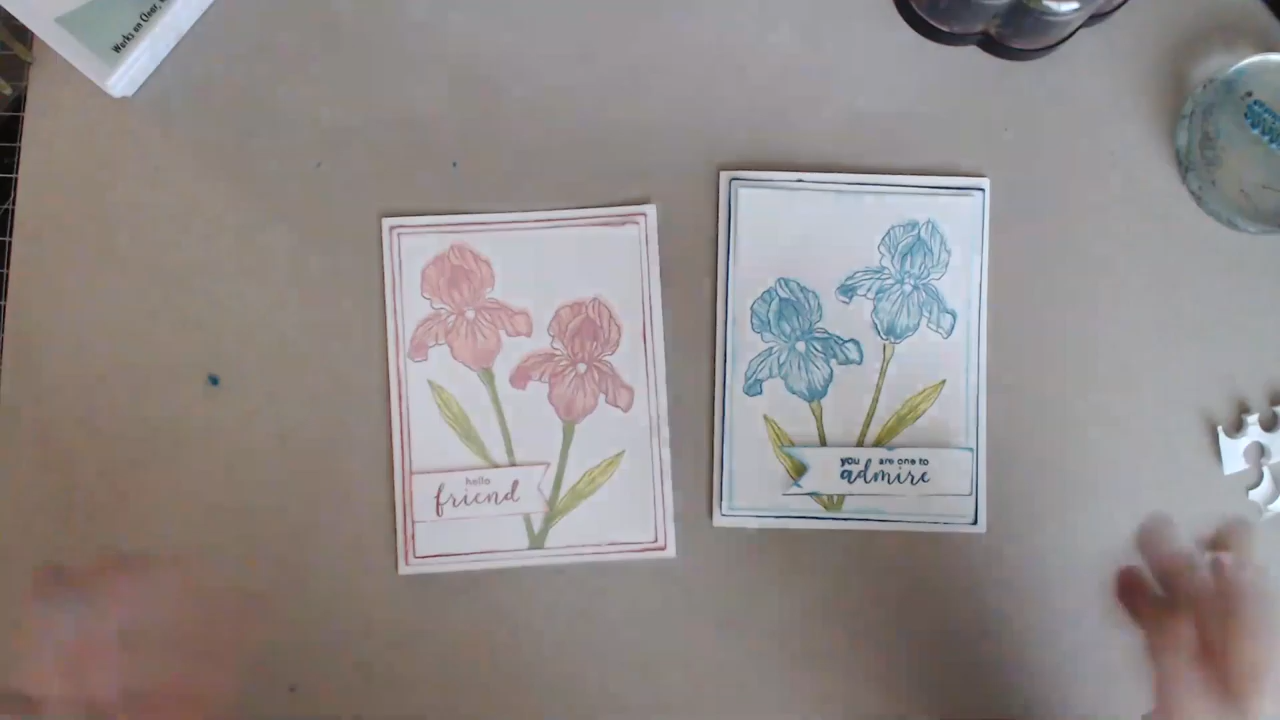 Works on Clear,
hello
friend
you are one to
admire